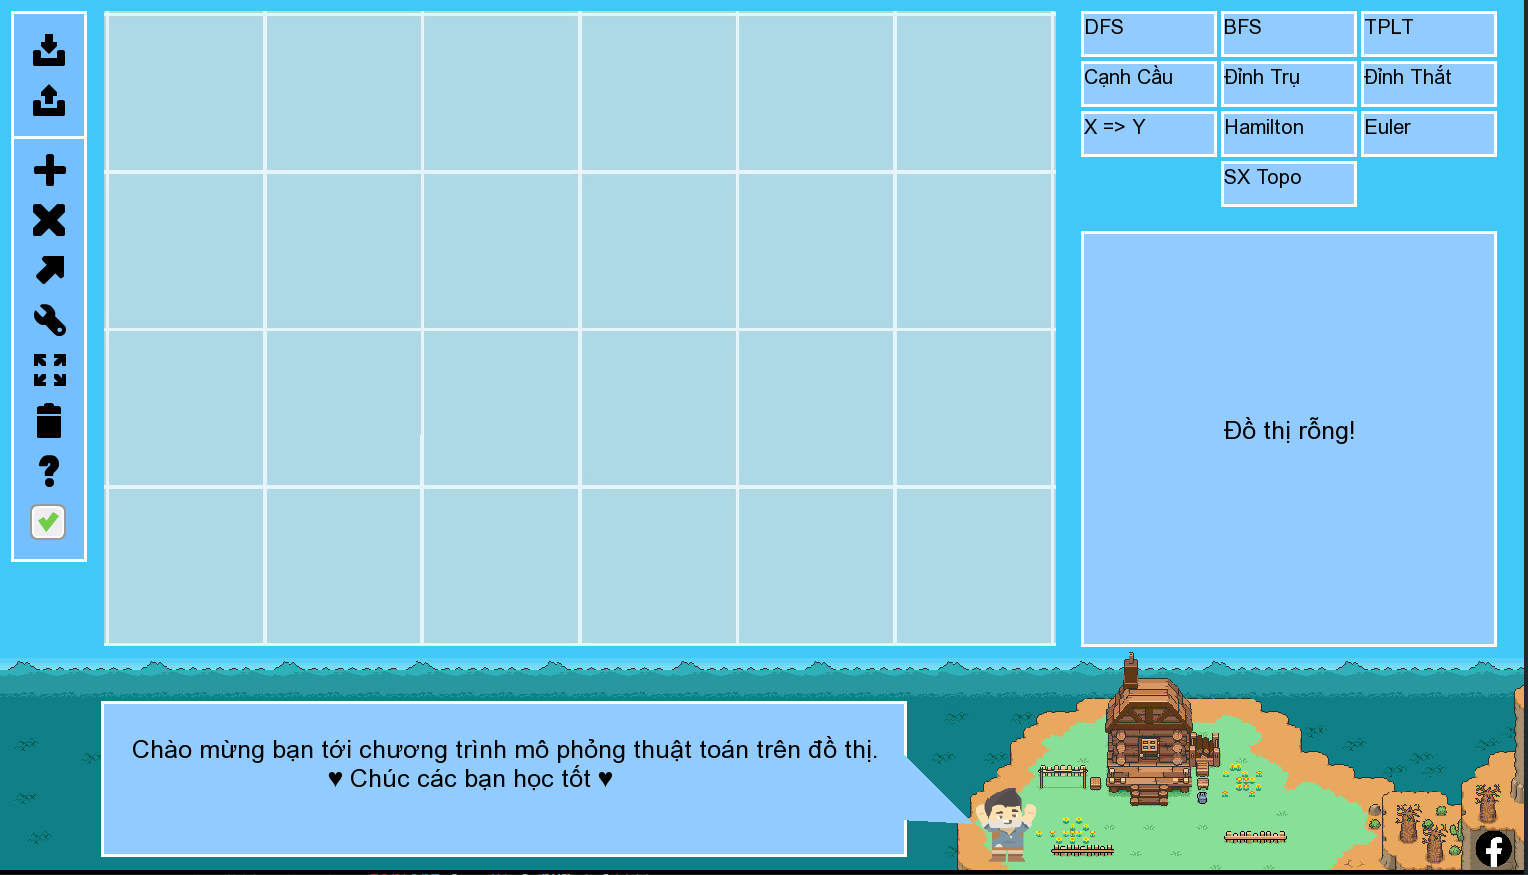 DFS
BFS
TPLT
Cạnh Cầu
Đỉnh Trụ
Đỉnh Thắt
X => Y
Hamilton
Euler
SX Topo
Đồ thị rỗng!
Chào mừng bạn tới chương trình mô phỏng thuật toán trên đồ thị.
♥ Chúc các bạn học tốt ♥